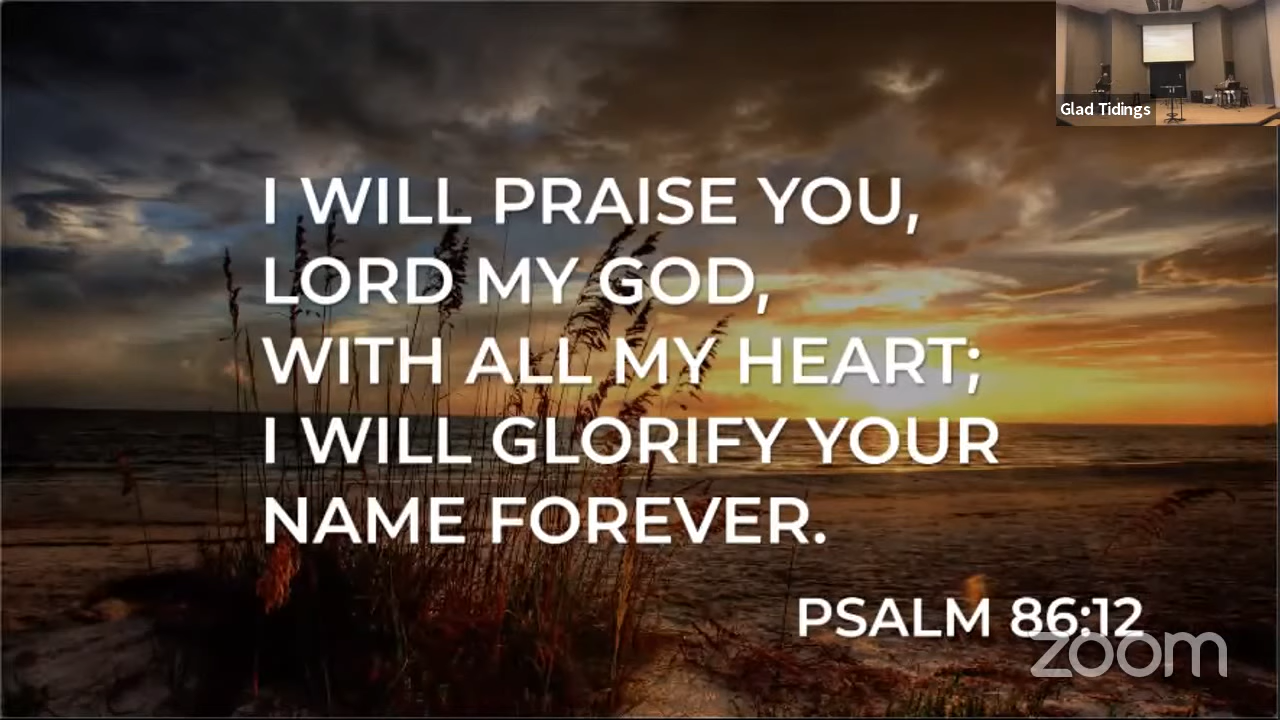 Glad Tidings
I WILL PRAISE YOU,
LORD MY GOD,
WITH ALL MY HEART;
I WILL GLORIFY YOUR
NAME FOREVER.
PSALM 86:12
zoom